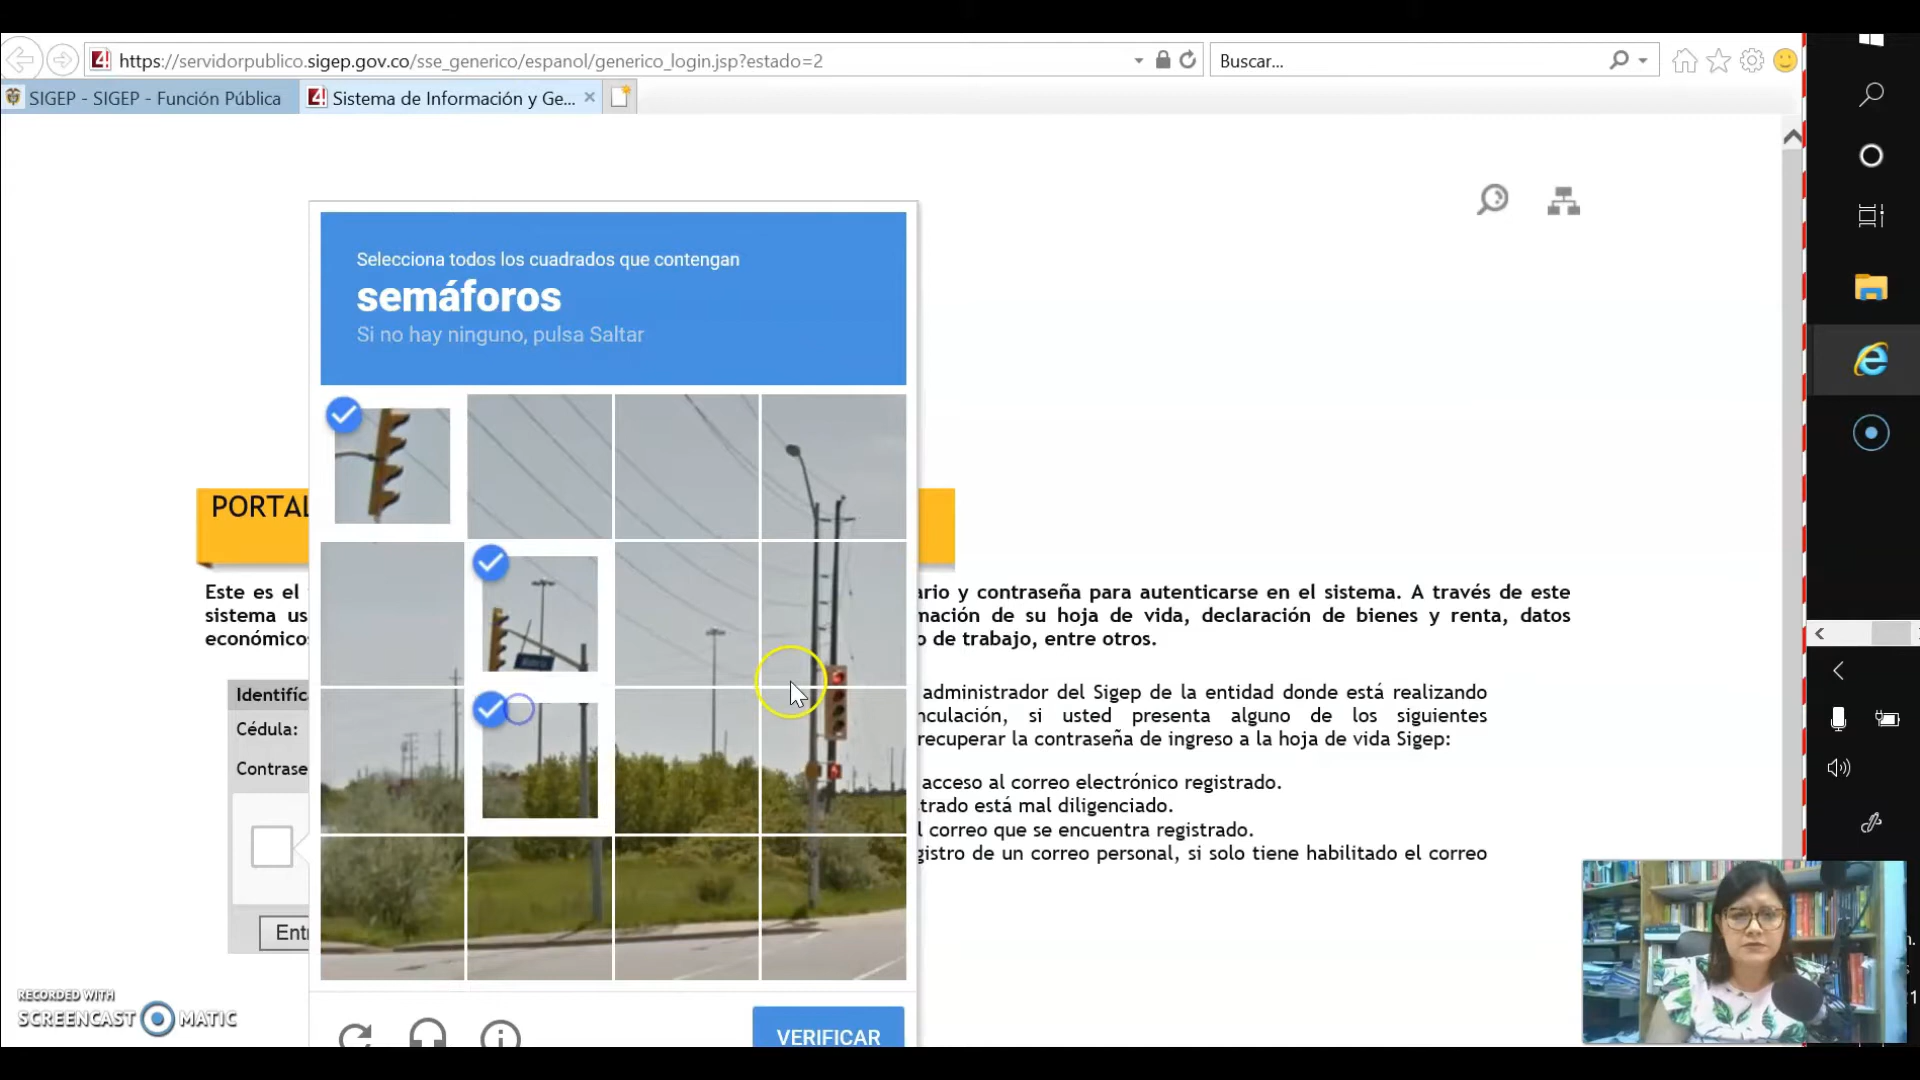 https://servidorpublico.sigep.gov.co/sse_generico/espanol/generico_login.jsp?estado=2
Buscar...
SIGEP - SIGEP - Función Pública
Sistema de Información y Ge...
Selecciona todos los cuadrados que contengan
semáforos
Si no hay ninguno, pulsa Saltar
PORTAL
Este es el
ario y contraseña para autenticarse en el sistema. A través de este
sistema us
mación de su hoja de vida, declaración de bienes y renta, datos
económicos
o de trabajo, entre otros.
Identific
administrador del Sigep de la entidad donde está realizando
Cédula:
nculación, si usted presenta alguno de los siguientes
recuperar la contraseña de ingreso a la hoja de vida Sigep:
Contrase
acceso al correo electrónico registrado.
trado está mal diligenciado.
l correo que se encuentra registrado.
gistro de un correo personal, si solo tiene habilitado el correo
Entr
VERIFICAR
RECORDED WITH
SCREENCAST MATIC